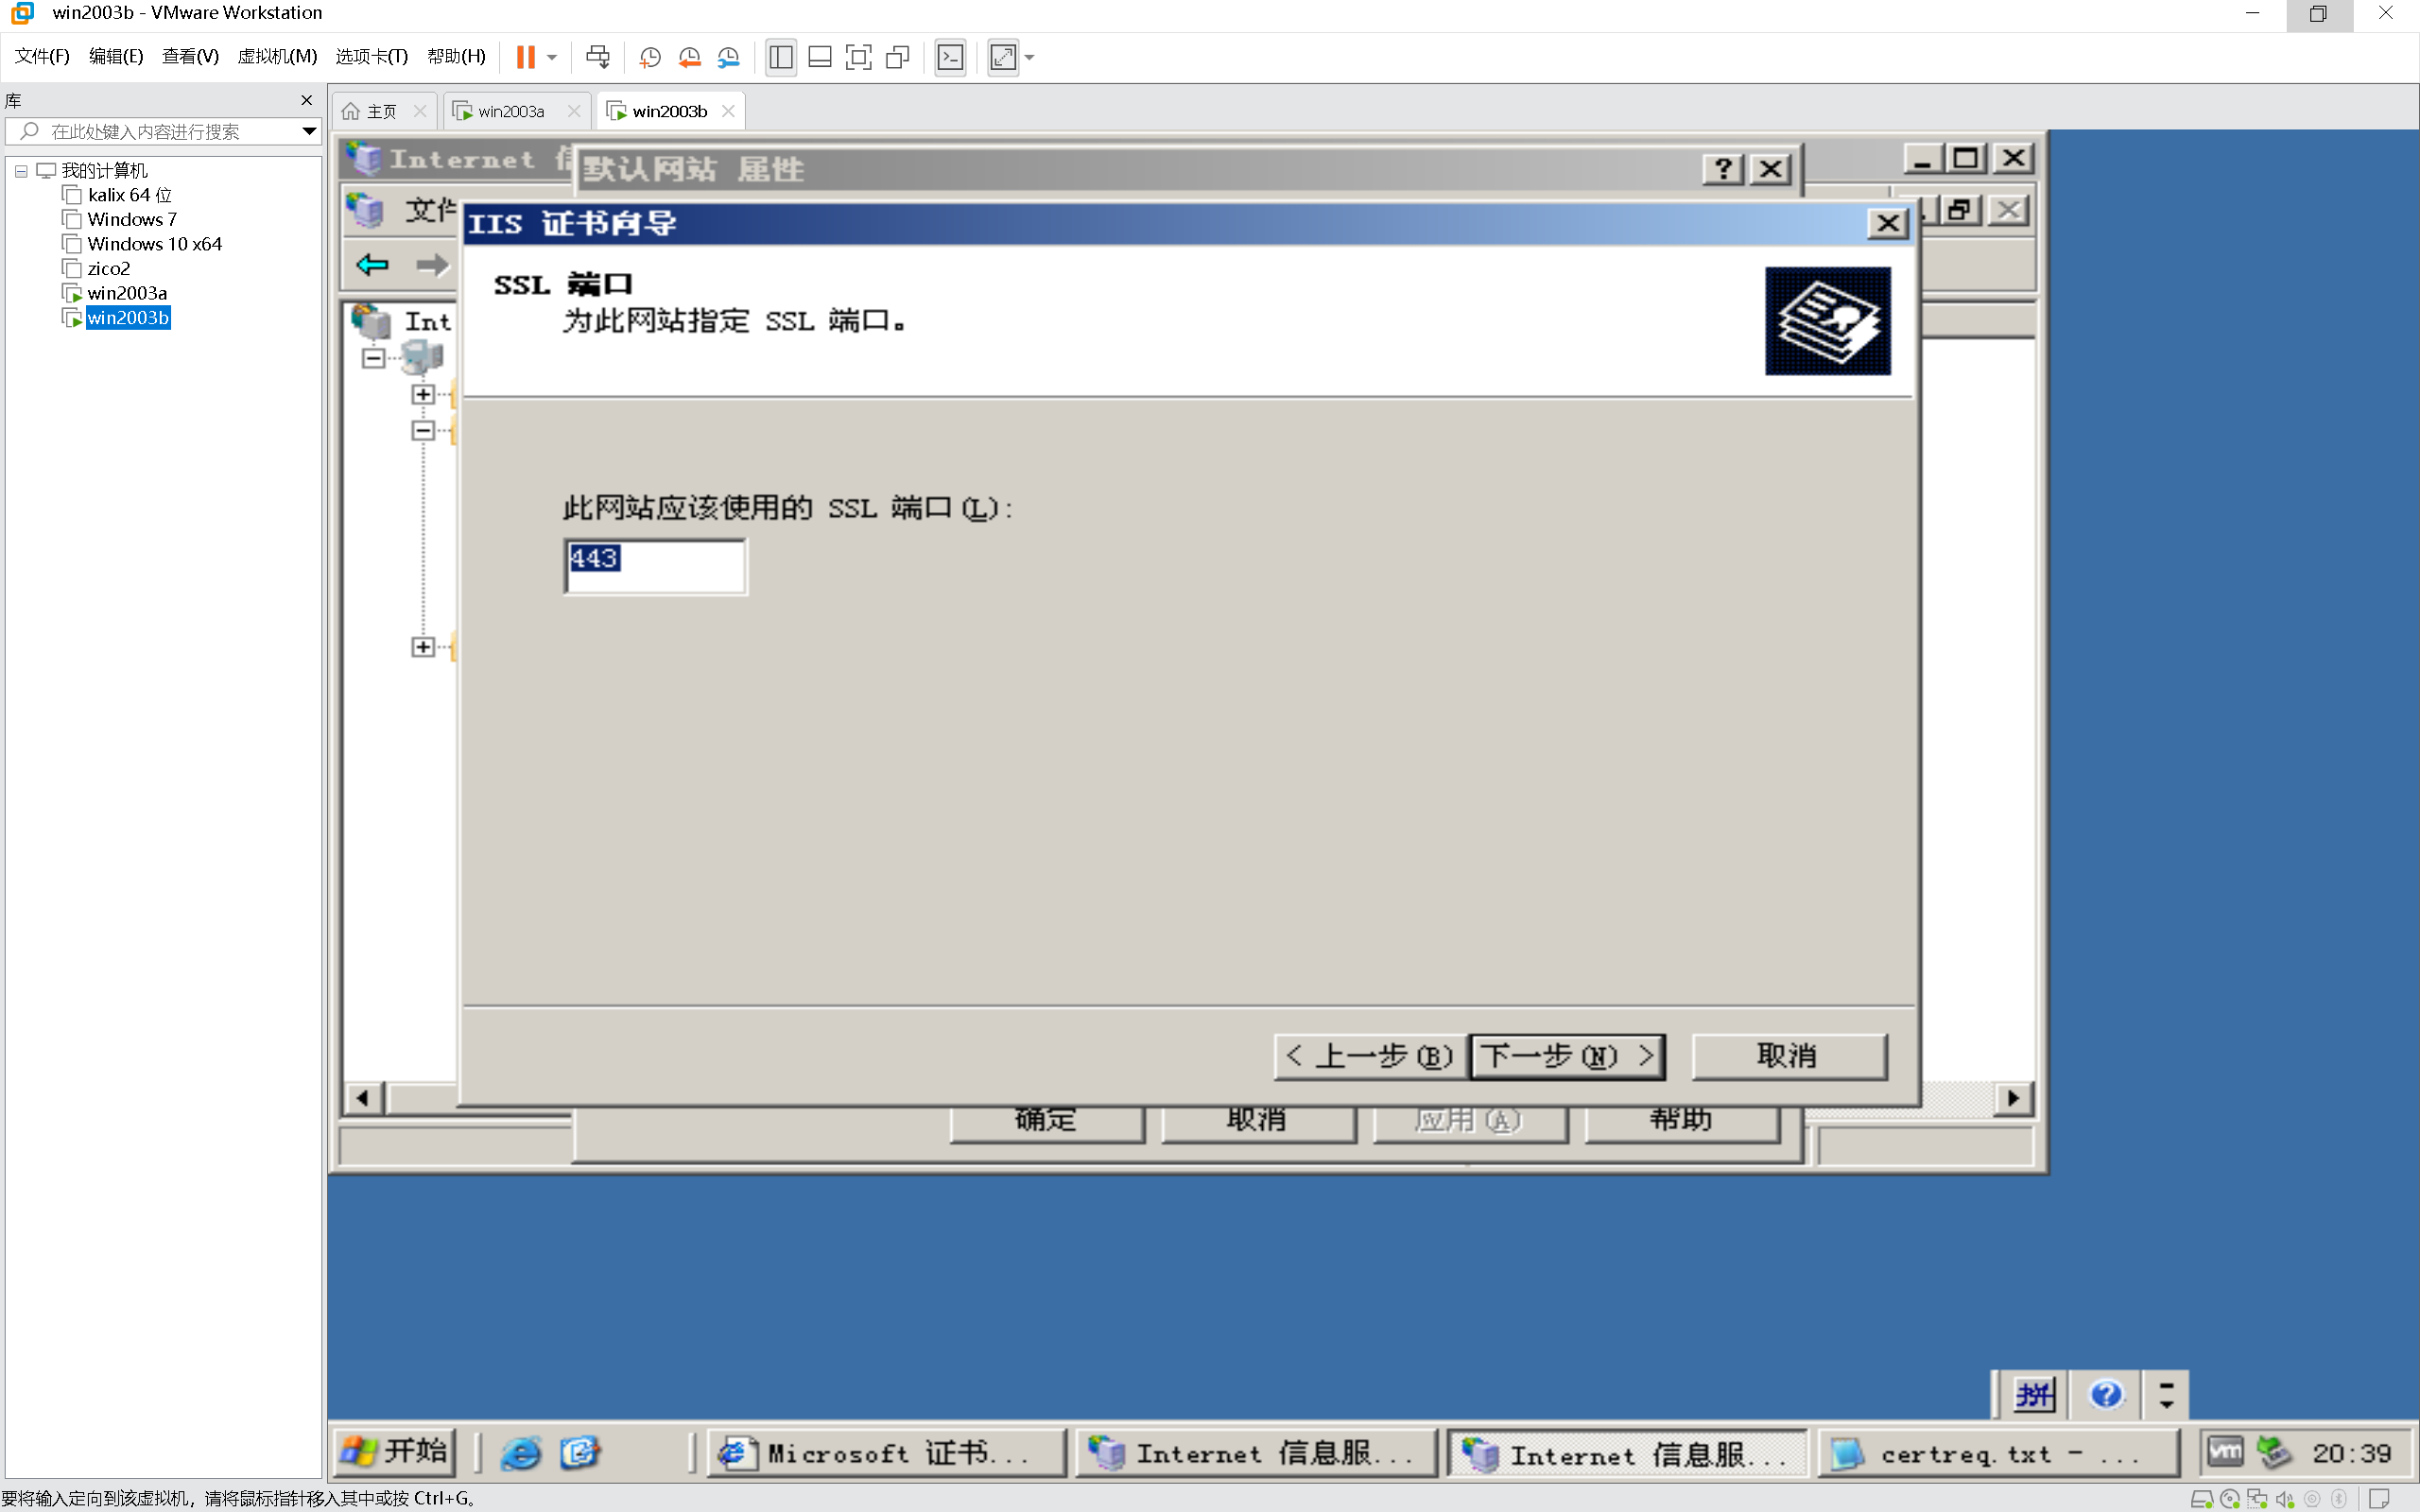 win2003b - VMware Workstation
文件(F) 编辑(E) 查看(V) 虚拟机(M) 选项卡(T) 帮助(H)
库
在此处键入内容进行搜索
我的计算机
kalix 64 位
Windows 7
Windows 10 x64
zico2
win2003a
win2003b
主页 win2003a win2003b
Internet
默认网站 属性
文件
IIS 证书向导
SSL 端口
为此网站指定 SSL 端口。
Int
此网站应该使用的 SSL 端口(L):
443
< 上一步(B) 下一步(N) > 取消
确定 取消 应用(A) 帮助
拼
开始 Microsoft 证书... Internet 信息服... Internet 信息服... certreq.txt - ... vm 20:39
要将输入定向到该虚拟机，请将鼠标指针移入其中或按 Ctrl+G。